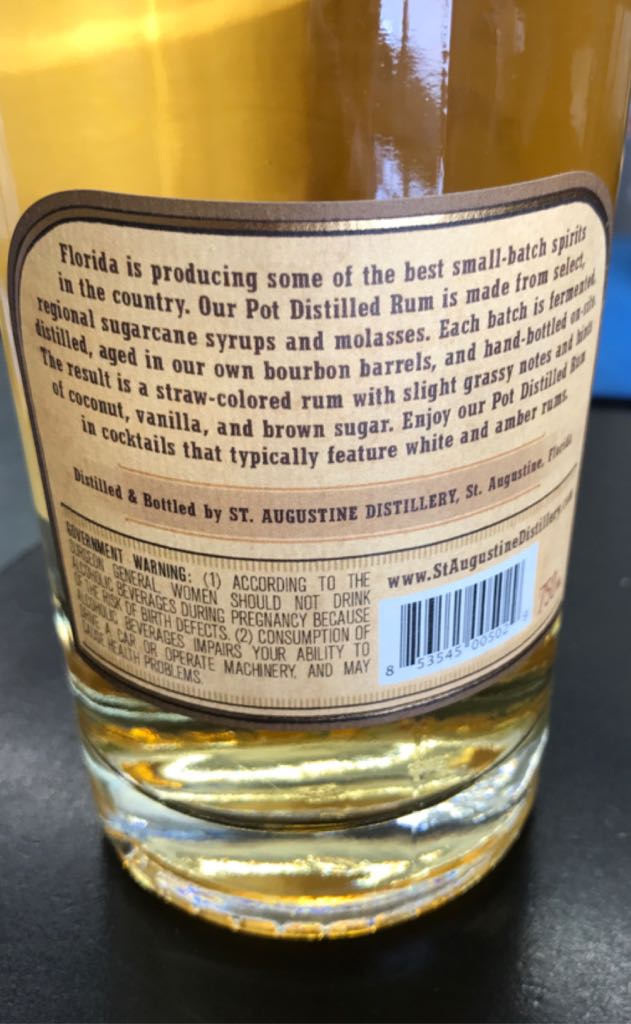 Florida is producing some of the best small-batch spirits
in the country. Our Pot Distilled Rum is made from select,
regional sugarcane syrups and molasses. Each batch is fermented,
distilled, aged in our own bourbon barrels, and hand-bottled on-site.
The result is a straw-colored rum with slight grassy notes and hints
of coconut, vanilla, and brown sugar. Enjoy our Pot Distilled Rum
in cocktails that typically feature white and amber rums.
Distilled & Bottled by ST. AUGUSTINE DISTILLERY, St. Augustine, Florida
GOVERNMENT WARNING: (1) ACCORDING TO THE
SURGEON GENERAL, WOMEN SHOULD NOT DRINK
ALCOHOLIC BEVERAGES DURING PREGNANCY BECAUSE
OF THE RISK OF BIRTH DEFECTS. (2) CONSUMPTION OF
ALCOHOLIC BEVERAGES IMPAIRS YOUR ABILITY TO
DRIVE A CAR OR OPERATE MACHINERY, AND MAY
CAUSE HEALTH PROBLEMS.
www.StAugustineDistillery.com
8 53545 00502 9
750